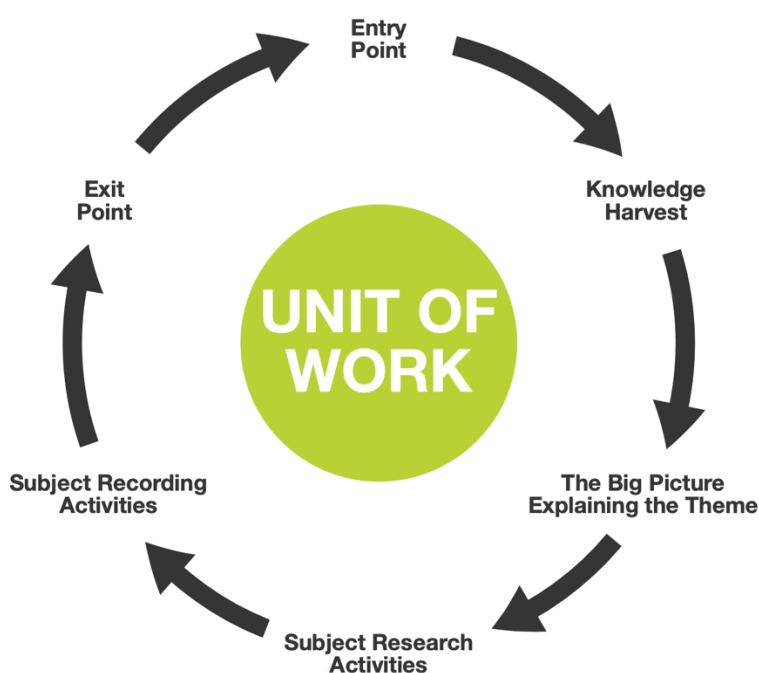 Entry
Point
Knowledge
Harvest
The Big Picture
Explaining the Theme
Subject Research
Activities
Subject Recording
Activities
Exit
Point
UNIT OF
WORK